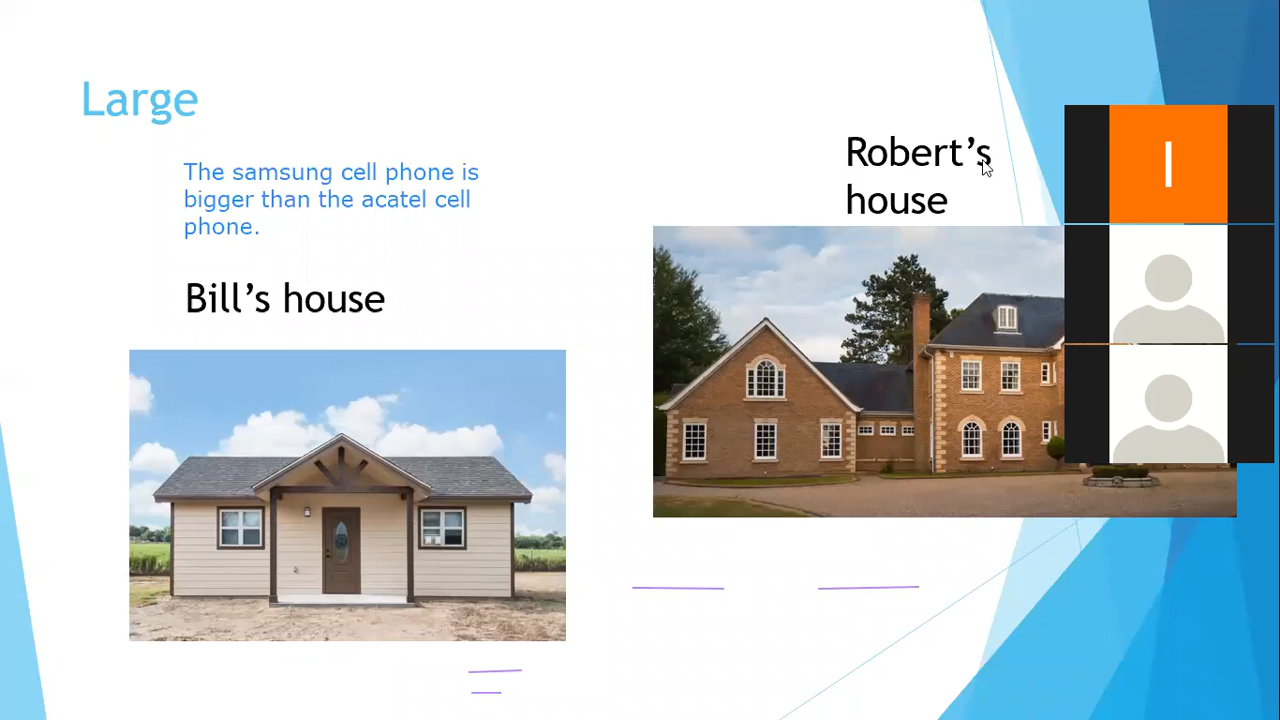 Large
The samsung cell phone is
bigger than the acatel cell
phone.
Robert’s
house
I
Bill’s house